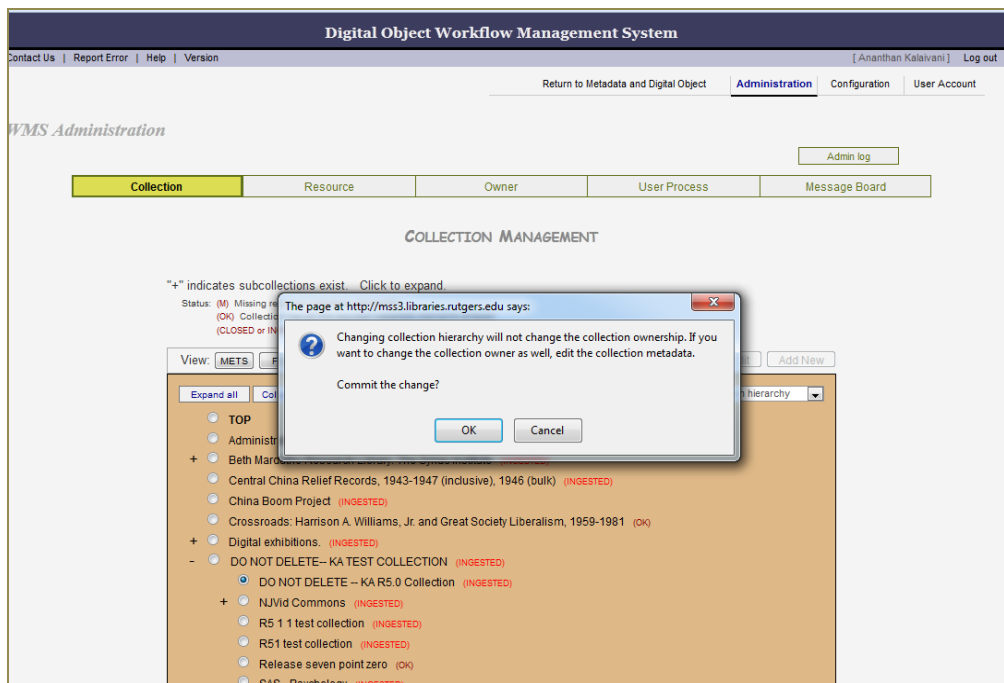 Digital Object Workflow Management System
Contact Us | Report Error | Help | Version [ Ananthan Kalaivani ] Log out
Return to Metadata and Digital Object Administration Configuration User Account
WMS Administration
Admin log
Collection Resource Owner User Process Message Board
COLLECTION MANAGEMENT
"+" indicates subcollections exist. Click to expand.
Status: (M) Missing
(OK)
(CLOSED or
The page at http://mss3.libraries.rutgers.edu says:
Changing collection hierarchy will not change the collection ownership. If you
want to change the collection owner as well, edit the collection metadata.
Commit the change?
OK Cancel
View: METS Add New
Expand all hierarchy
TOP
+ Beth
Central China Relief Records, 1943-1947 (inclusive), 1946 (bulk) (INGESTED)
China Boom Project (INGESTED)
Crossroads: Harrison A. Williams, Jr. and Great Society Liberalism, 1959-1981 (OK)
+ Digital exhibitions. (INGESTED)
- DO NOT DELETE-- KA TEST COLLECTION (INGESTED)
DO NOT DELETE -- KA R5.0 Collection (INGESTED)
+ NJVid Commons (INGESTED)
R5 1 1 test collection (INGESTED)
R51 test collection (INGESTED)
Release seven point zero (OK)